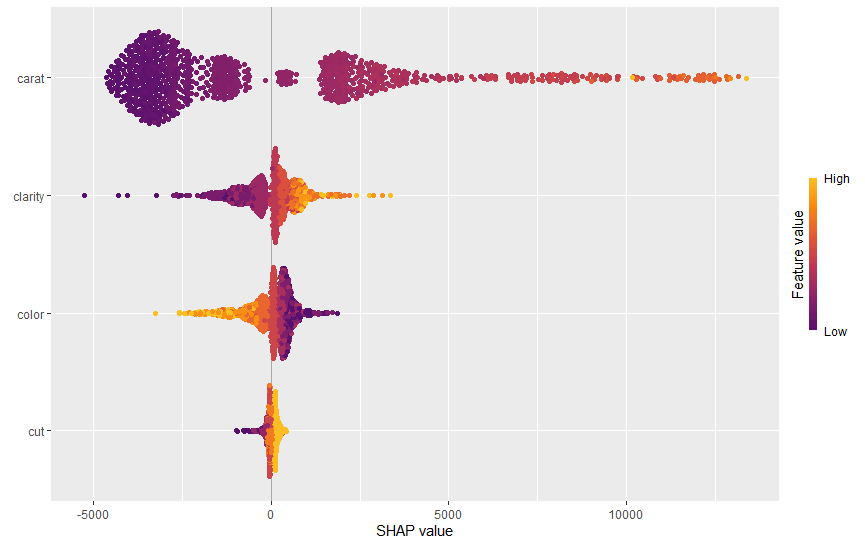 carat
clarity
color
cut
-5000 0 5000 10000
SHAP value
Feature value
High
Low